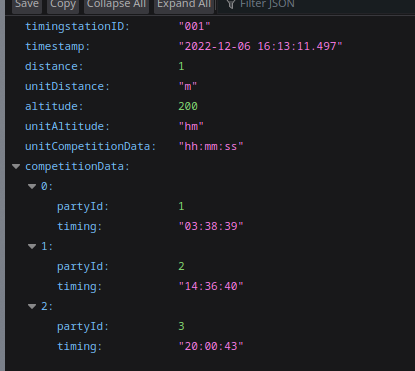 Save Copy Collapse All Expand All Filter JSON
timingstationID: "001"
timestamp: "2022-12-06 16:13:11.497"
distance: 1
unitDistance: "m"
altitude: 200
unitAltitude: "hm"
unitCompetitionData: "hh:mm:ss"
competitionData:
0:
partyId: 1
timing: "03:38:39"
1:
partyId: 2
timing: "14:36:40"
2:
partyId: 3
timing: "20:00:43"